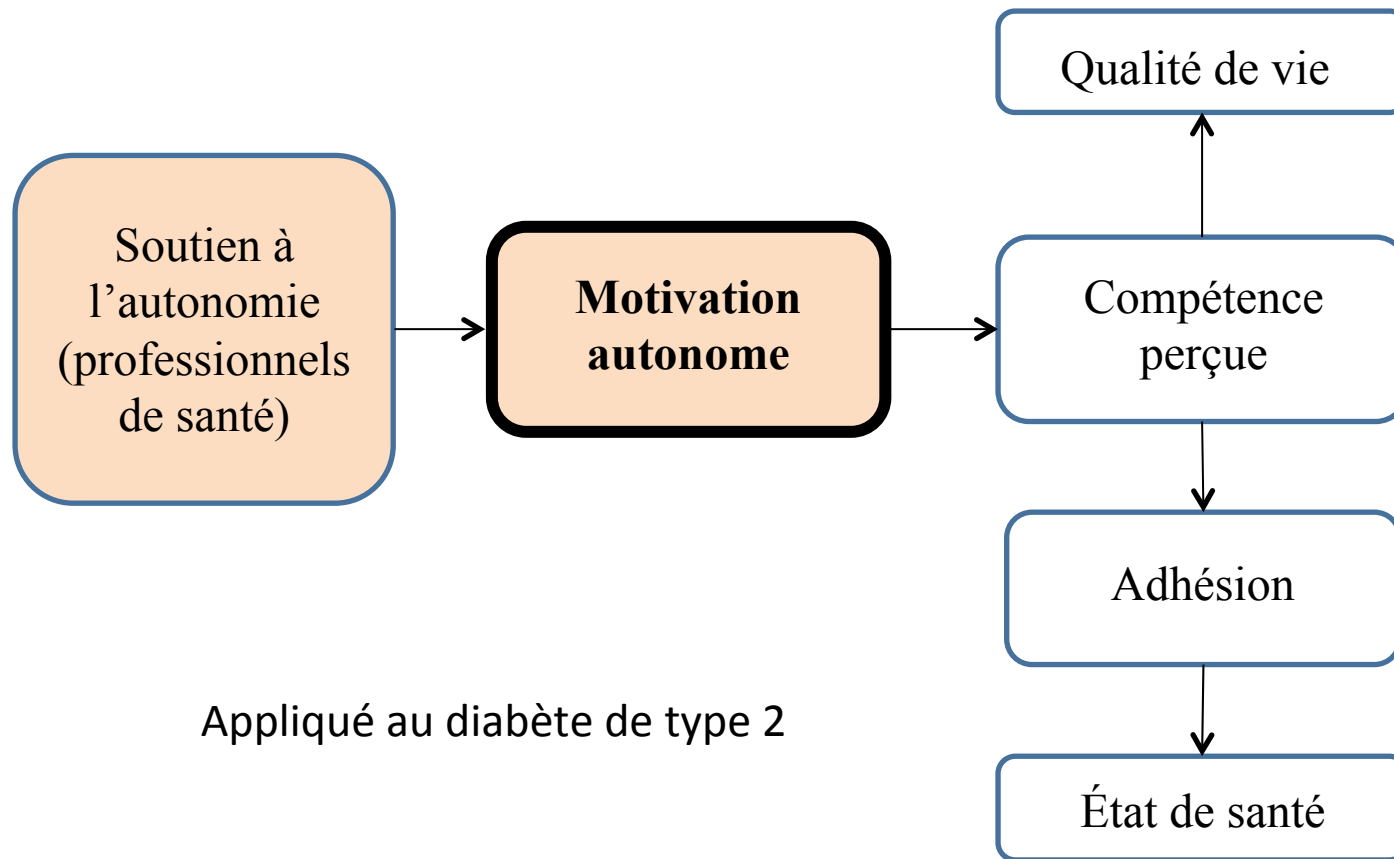 Qualité de vie
Soutien à
l’autonomie
(professionnels
de santé)
Motivation
autonome
Compétence
perçue
Adhésion
Appliqué au diabète de type 2
État de santé